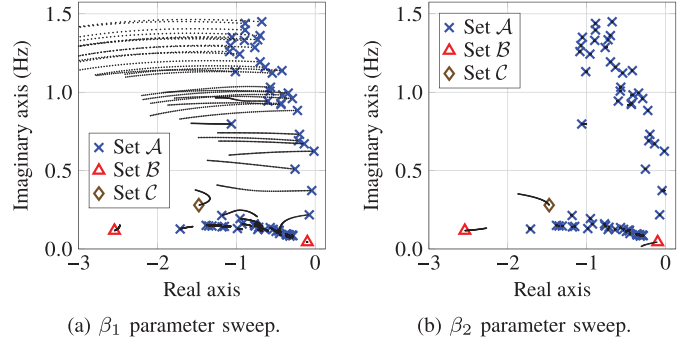 1.5
1.0
0.5
0.0
−3
−2
−1
0
Imaginary axis (Hz)
Real axis
Set 𝒜
Set ℬ
Set 𝒞
(a) β₁ parameter sweep.
1.5
1.0
0.5
0.0
−3
−2
−1
0
Imaginary axis (Hz)
Real axis
Set 𝒜
Set ℬ
Set 𝒞
(b) β₂ parameter sweep.